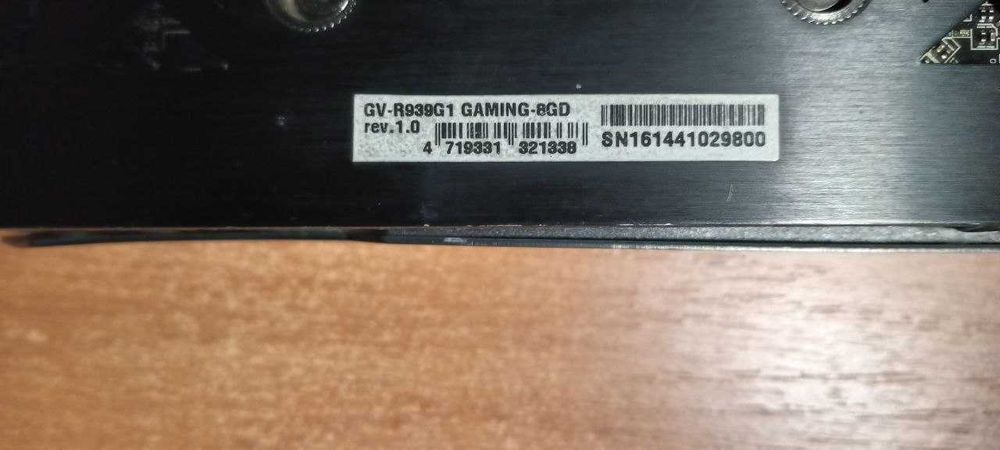 GV-R939G1 GAMING-8GD
rev.1.0
4 719331 321338
SN161441029800